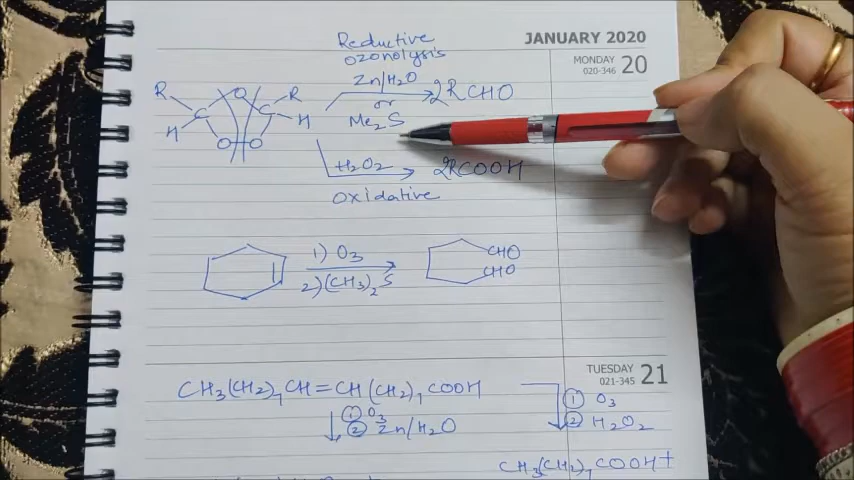 JANUARY 2020
MONDAY 20
020-346
Reductive
ozonolysis
Zn/H2O
or
Me2S
2RCHO
R
O
R
C
C
H
H
O O
H2O2
2RCOOH
Oxidative
1) O3
2) (CH3)2S
CHO
CHO
TUESDAY 21
021-345
CH3(CH2)7CH=CH(CH2)7COOH
① O3
② Zn/H2O
① O3
② H2O2
CH3(CH2)7COOH+